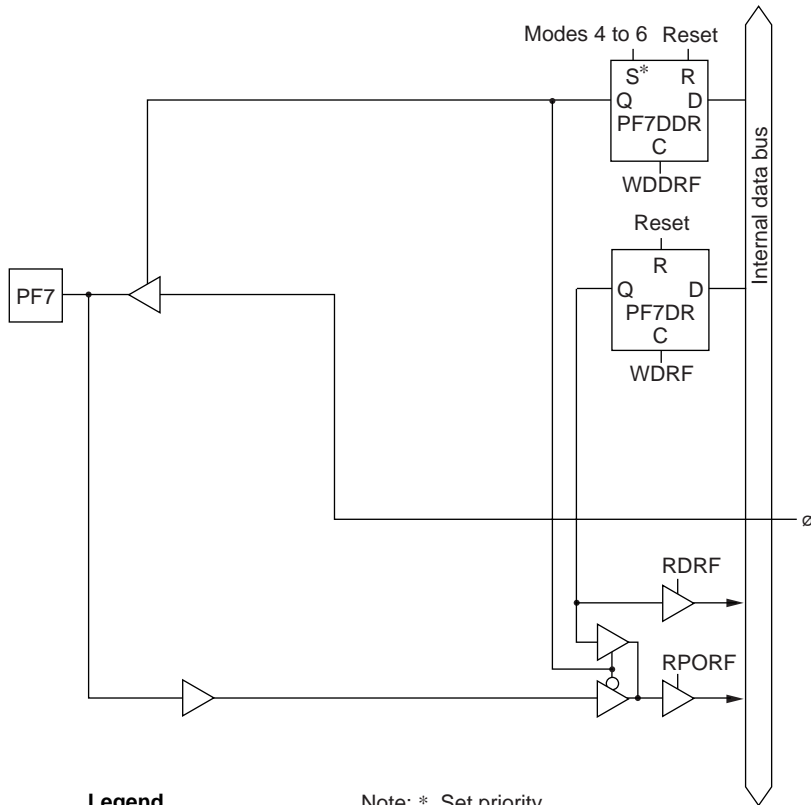 Modes 4 to 6 Reset
S* R
Q D
PF7DDR
C
WDDRF
Internal data bus
Reset
R
Q D
PF7DR
C
WDRF
PF7
ø
RDRF
RPORF
Legend
Note: * Set priority